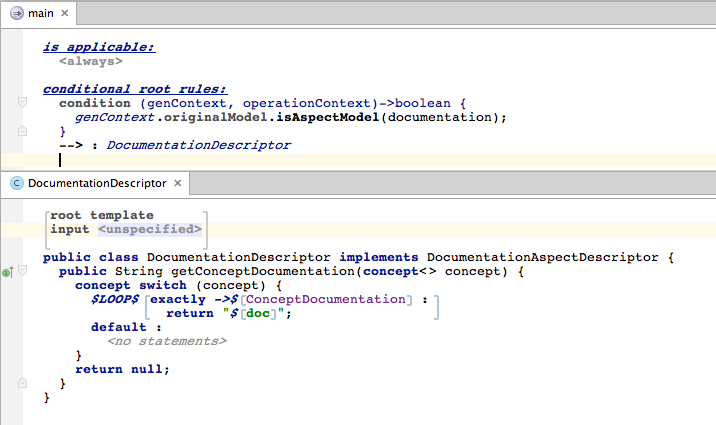 main
is applicable:
<always>
conditional root rules:
condition (genContext, operationContext)->boolean {
genContext.originalModel.isAspectModel(documentation);
}
--> : DocumentationDescriptor
DocumentationDescriptor
root template
input <unspecified>
public class DocumentationDescriptor implements DocumentationAspectDescriptor {
public String getConceptDocumentation(concept<> concept) {
concept switch (concept) {
$LOOP$ [exactly ->$[ConceptDocumentation] :
return "$[doc]"; ]
default :
<no statements>
}
return null;
}
}